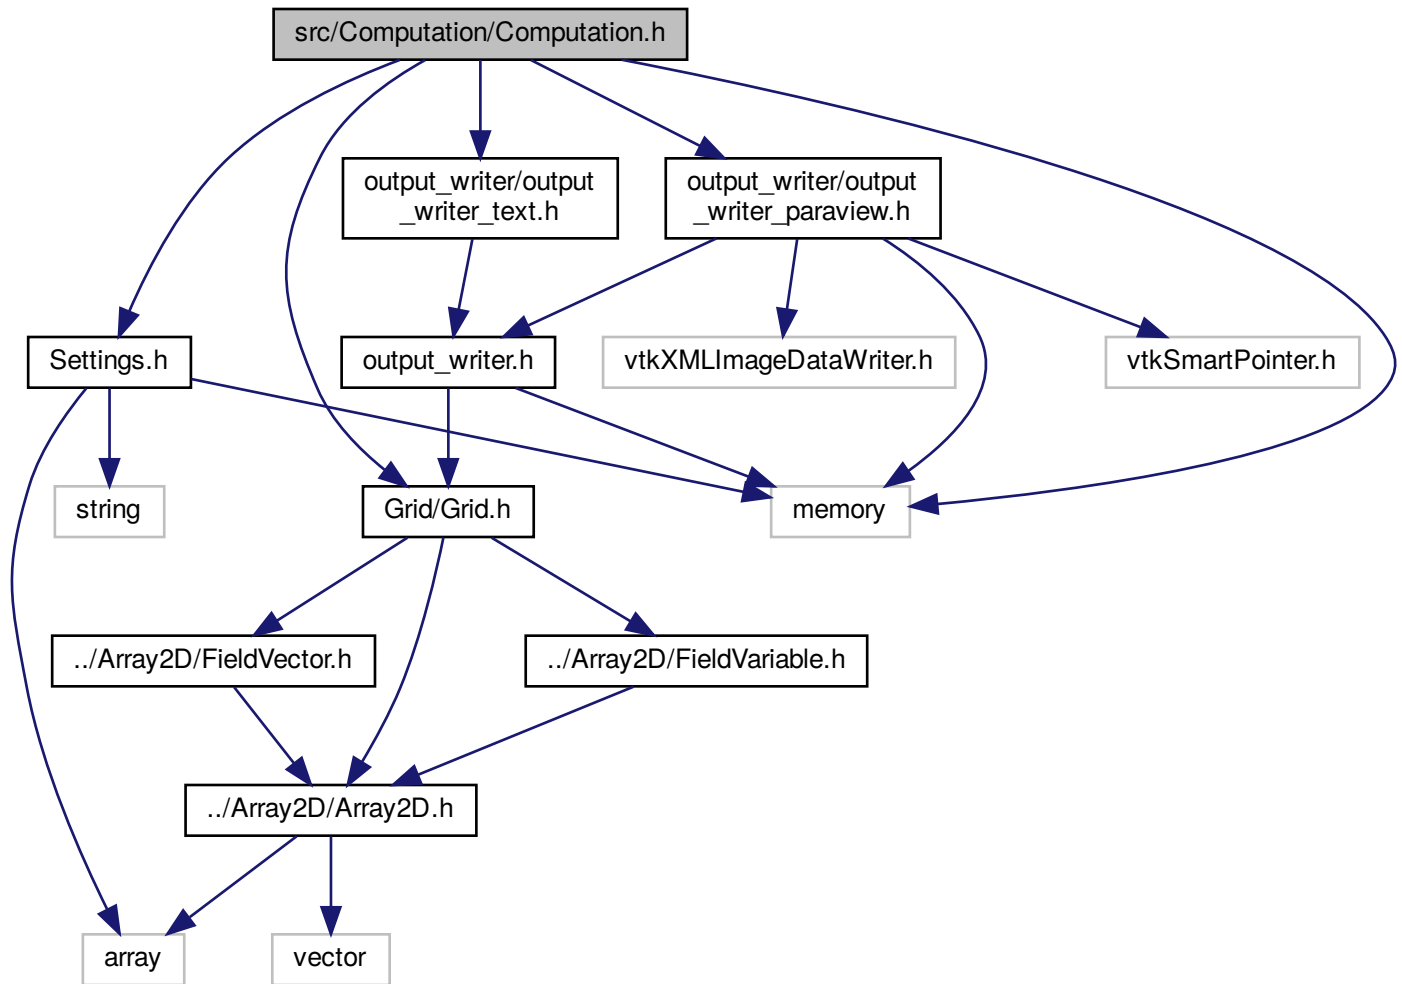 src/Computation/Computation.h
output_writer/output
_writer_text.h
output_writer/output
_writer_paraview.h
Settings.h
output_writer.h
vtkXMLImageDataWriter.h
vtkSmartPointer.h
string
Grid/Grid.h
memory
../Array2D/FieldVector.h
../Array2D/FieldVariable.h
../Array2D/Array2D.h
array
vector